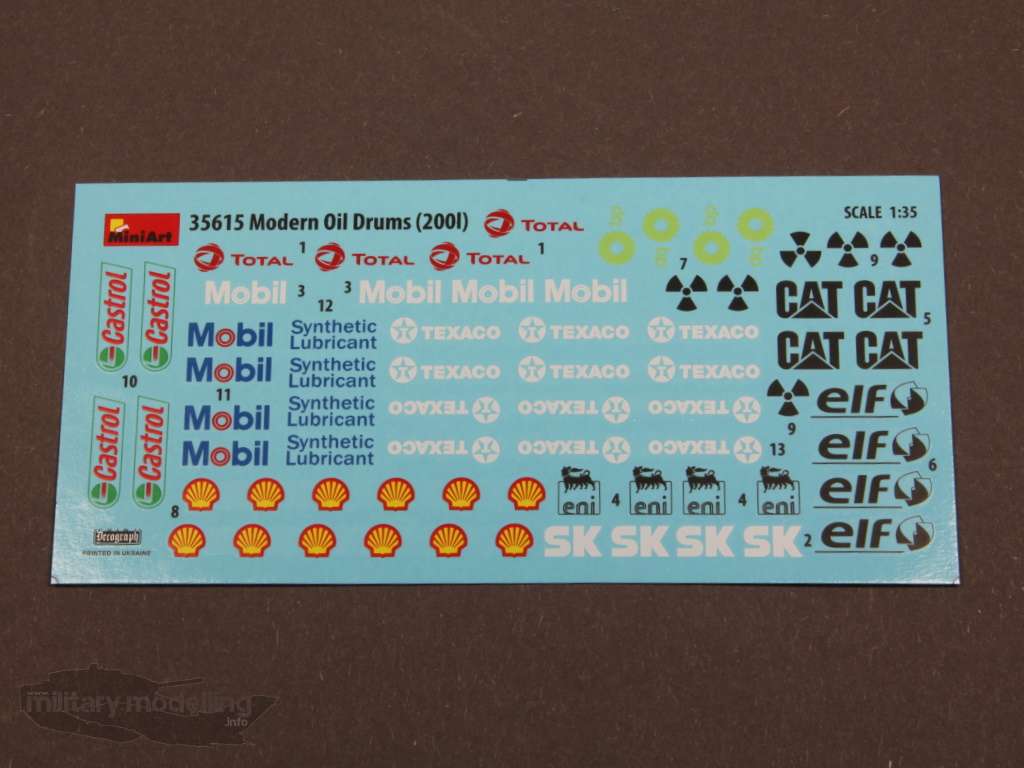 MiniArt 35615 Modern Oil Drums (200l) TOTAL SCALE 1:35
TOTAL 1 TOTAL TOTAL 1
7 9
Castrol Castrol
Mobil 3 3 Mobil Mobil Mobil
12
CAT CAT 5
Mobil Synthetic Lubricant TEXACO TEXACO TEXACO
CAT CAT
Mobil Synthetic Lubricant TEXACO TEXACO TEXACO
10 11
9 elf
Mobil Synthetic Lubricant TEXACO TEXACO TEXACO
Castrol Castrol
elf
Mobil Synthetic Lubricant TEXACO TEXACO TEXACO 13
6
8 eni 4 eni eni 4 eni elf
Decograph
PRINTED IN UKRAINE
SK SK SK SK 2 elf
www.
military modelling
.info